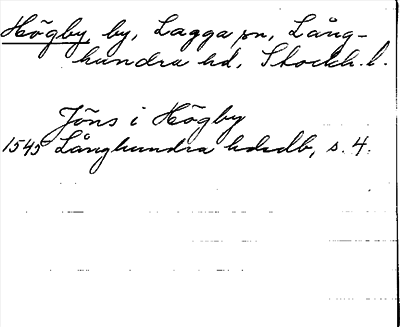 Högby by, Lagga sn, Lång-
hundra hd, Stockh. l.
Jöns i Högby
1545 Långhundra hdsdb, s. 4.